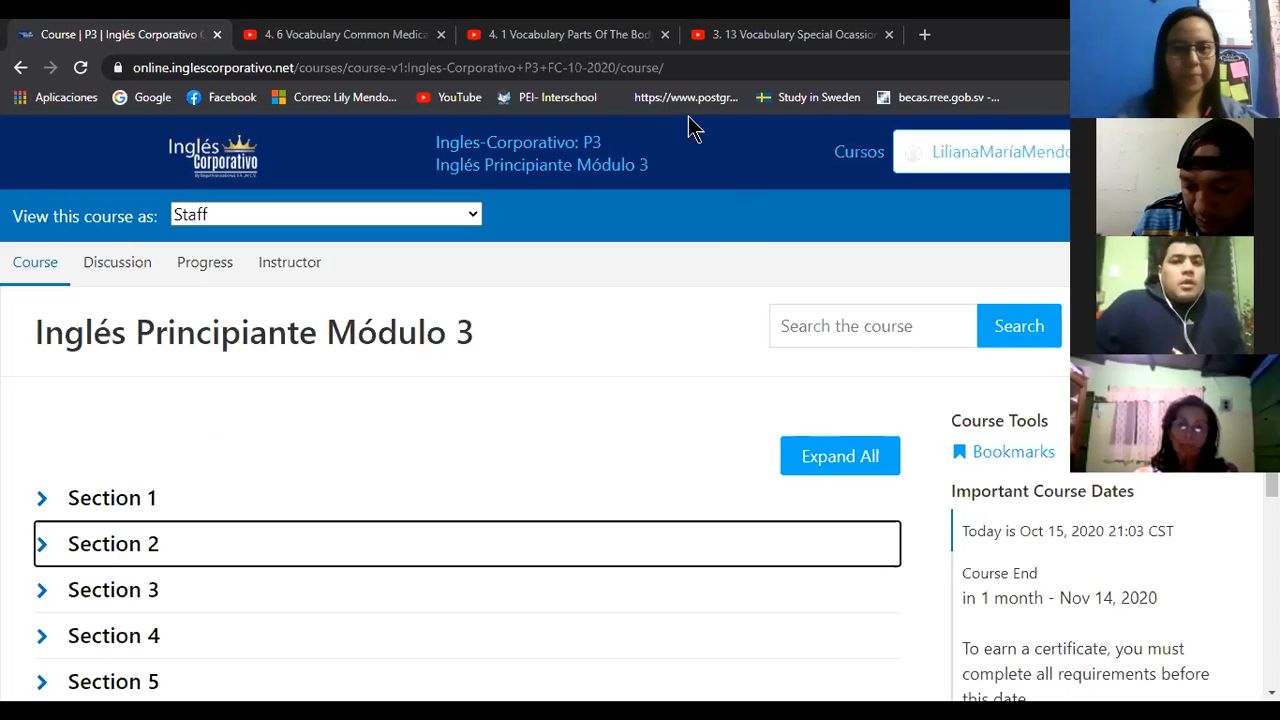 Course | P3 | Inglés Corporativo
4. 6 Vocabulary Common Medica
4. 1 Vocabulary Parts Of The Body
3. 13 Vocabulary Special Ocassion
online.inglescorporativo.net/courses/course-v1:Ingles-Corporativo+P3+FC-10-2020/course/
Aplicaciones
Google
Facebook
Correo: Lily Mendo...
YouTube
PEI- Interschool
https://www.postgr...
Study in Sweden
becas.rree.gob.sv -...
Inglés
Corporativo
Ingles-Corporativo: P3
Inglés Principiante Módulo 3
Cursos
LilianaMaríaMendo
View this course as:
Staff
Course
Discussion
Progress
Instructor
Inglés Principiante Módulo 3
Search the course
Search
Expand All
Section 1
Section 2
Section 3
Section 4
Section 5
Course Tools
Bookmarks
Important Course Dates
Today is Oct 15, 2020 21:03 CST
Course End
in 1 month - Nov 14, 2020
To earn a certificate, you must
complete all requirements before
this date.